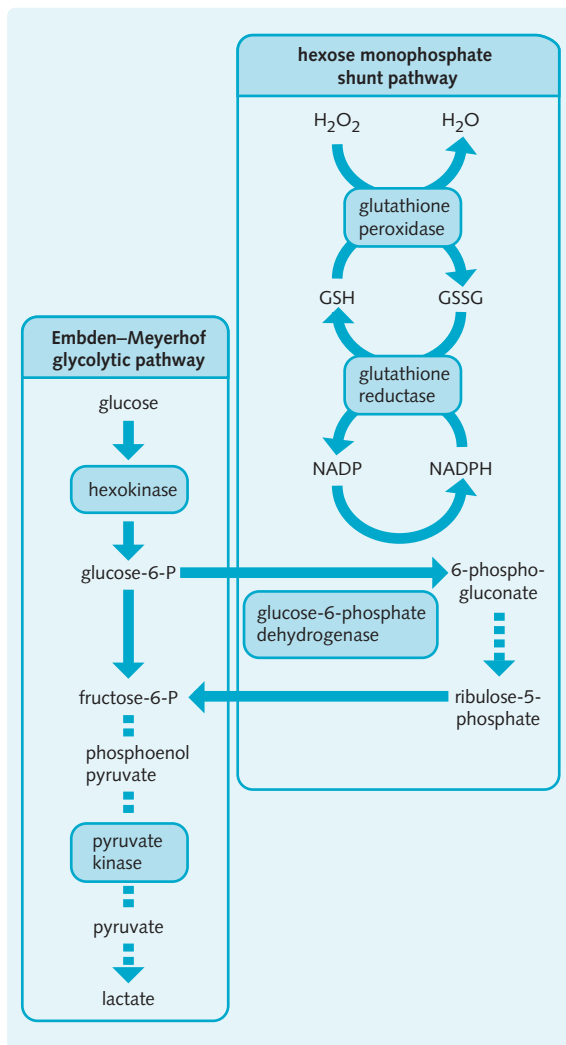 hexose monophosphate
shunt pathway
H₂O₂
H₂O
glutathione
peroxidase
GSH
GSSG
glutathione
reductase
NADP
NADPH
Embden–Meyerhof
glycolytic pathway
glucose
hexokinase
glucose-6-P
6-phospho-
gluconate
glucose-6-phosphate
dehydrogenase
fructose-6-P
ribulose-5-
phosphate
phosphoenol
pyruvate
pyruvate
kinase
pyruvate
lactate